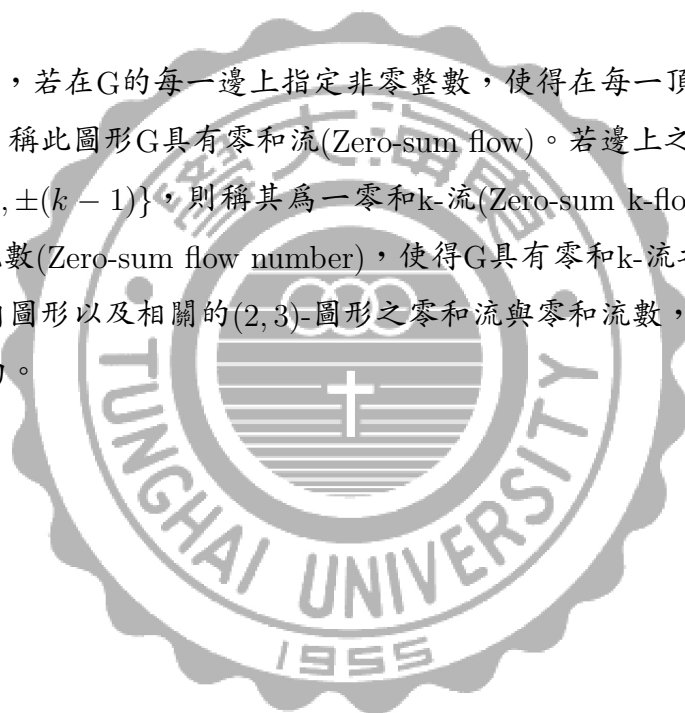 ，若在G的每一邊上指定非零整數，使得在每一頂
稱此圖形G具有零和流(Zero-sum flow)。若邊上之
, ±(k − 1)}，則稱其爲一零和k-流(Zero-sum k-flo
數(Zero-sum flow number)，使得G具有零和k-流
圖形以及相關的(2, 3)-圖形之零和流與零和流數，
。
東海大學
TUNGHAI UNIVERSITY
1955